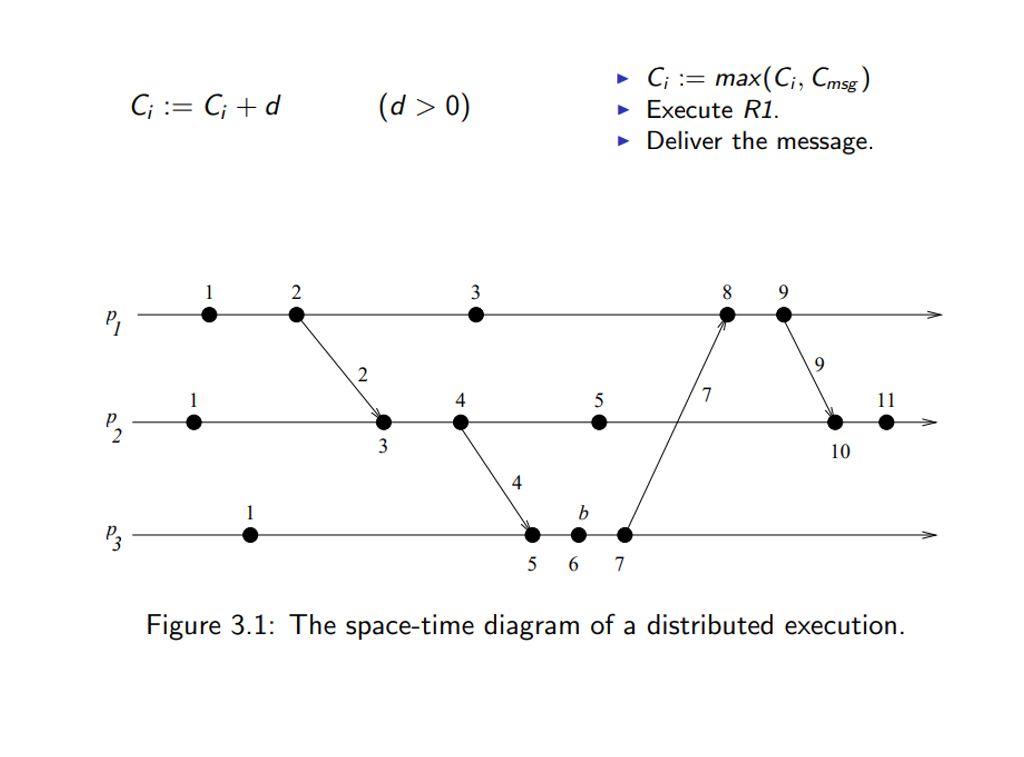 C_i := C_i + d (d > 0)
▶ C_i := max(C_i, C_msg)
▶ Execute R1.
▶ Deliver the message.
1 2 3 8 9
p_1
2 9
1 4 5 7 11
p_2
3 10
4
1 b
p_3
5 6 7
Figure 3.1: The space-time diagram of a distributed execution.